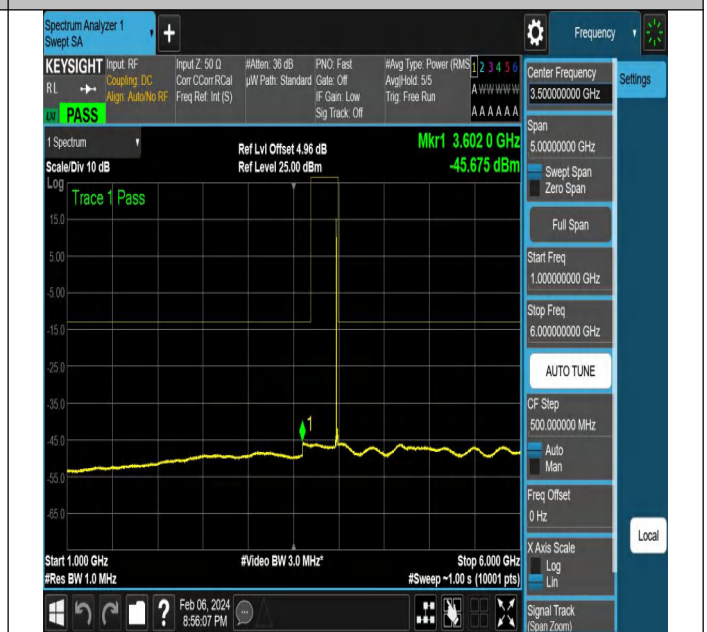 Spectrum Analyzer 1
Swept SA
+
Frequency
KEYSIGHT
Input: RF
Input Z: 50 Ω
#Atten: 36 dB
PNO: Fast
#Avg Type: Power (RMS)
1 2 3 4 5 6
RL
Coupling: DC
Corr CCorr RCal
µW Path: Standard
Gate: Off
Avg|Hold: 5/5
A W W W W W
Align: Auto/No RF
Freq Ref: Int (S)
IF Gain: Low
Trig: Free Run
LXI
PASS
Sig Track: Off
A A A A A A
Center Frequency
3.500000000 GHz
Settings
1 Spectrum
Ref Lvl Offset 4.96 dB
Mkr1 3.602 0 GHz
Scale/Div 10 dB
Ref Level 25.00 dBm
-45.675 dBm
Log
Trace 1 Pass
15.0
5.00
-5.00
-15.0
-25.0
-35.0
-45.0
-55.0
-65.0
1
Start 1.000 GHz
#Video BW 3.0 MHz*
Stop 6.000 GHz
#Res BW 1.0 MHz
#Sweep ~1.00 s (10001 pts)
Span
5.00000000 GHz
Swept Span
Zero Span
Full Span
Start Freq
1.000000000 GHz
Stop Freq
6.000000000 GHz
AUTO TUNE
CF Step
500.000000 MHz
Auto
Man
Freq Offset
0 Hz
X Axis Scale
Log
Lin
Local
Signal Track
(Span Zoom)
?
Feb 06, 2024
8:56:07 PM